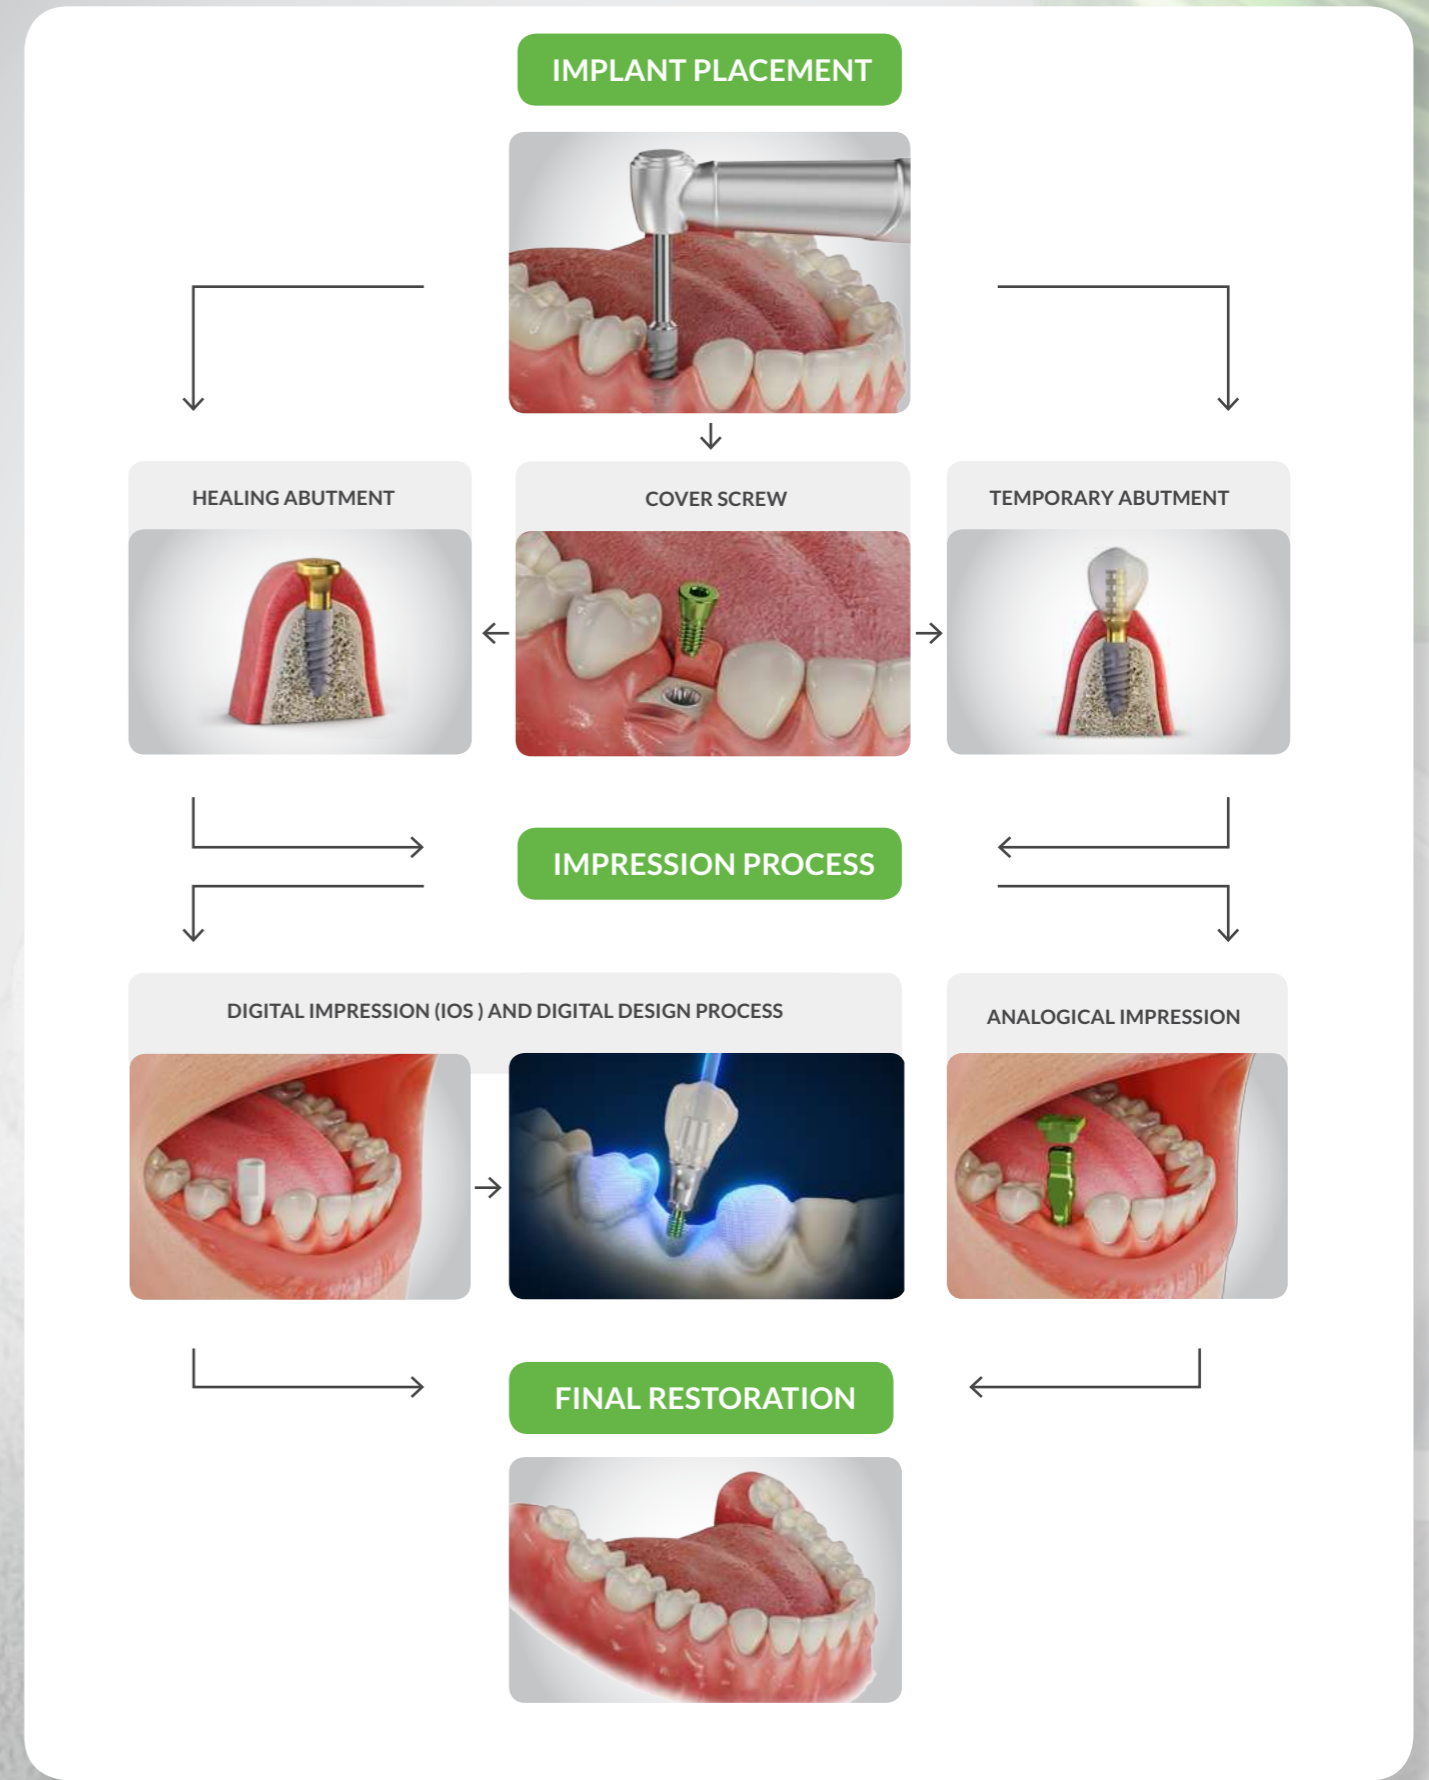 IMPLANT PLACEMENT
HEALING ABUTMENT
COVER SCREW
TEMPORARY ABUTMENT
IMPRESSION PROCESS
DIGITAL IMPRESSION (IOS ) AND DIGITAL DESIGN PROCESS
ANALOGICAL IMPRESSION
FINAL RESTORATION